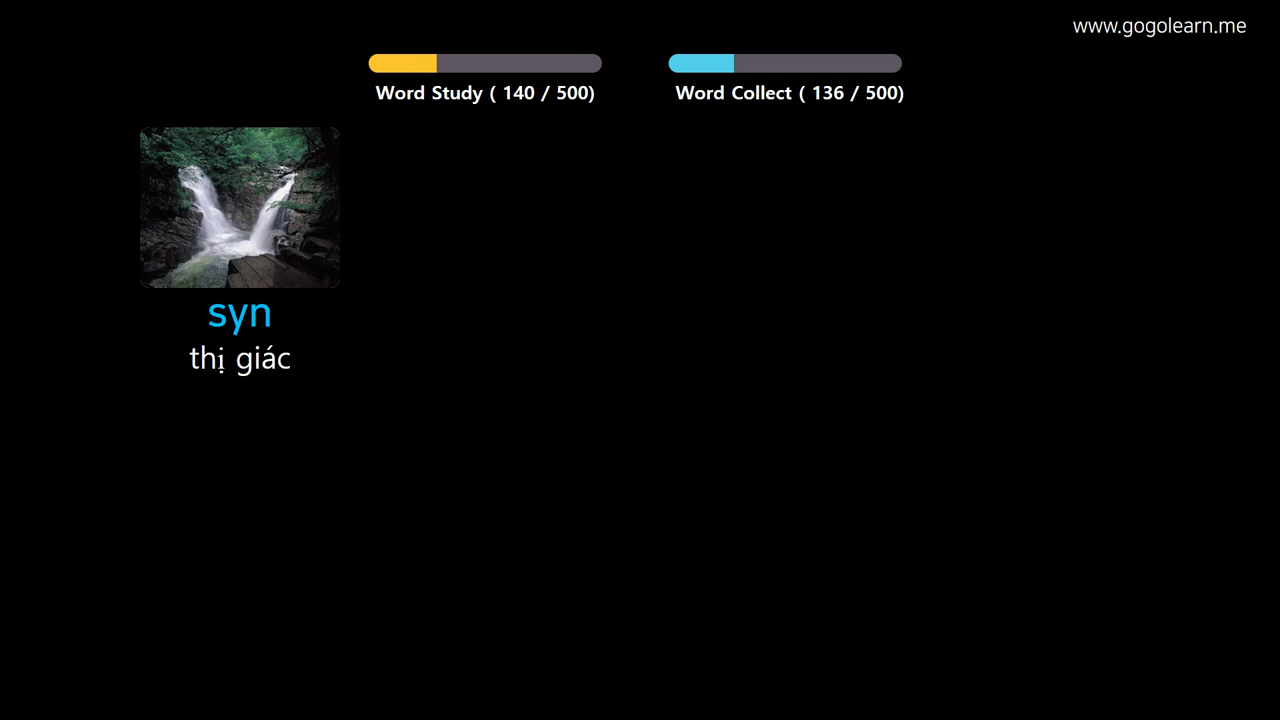 www.gogolearn.me
Word Study ( 140 / 500)
Word Collect ( 136 / 500)
syn
thị giác